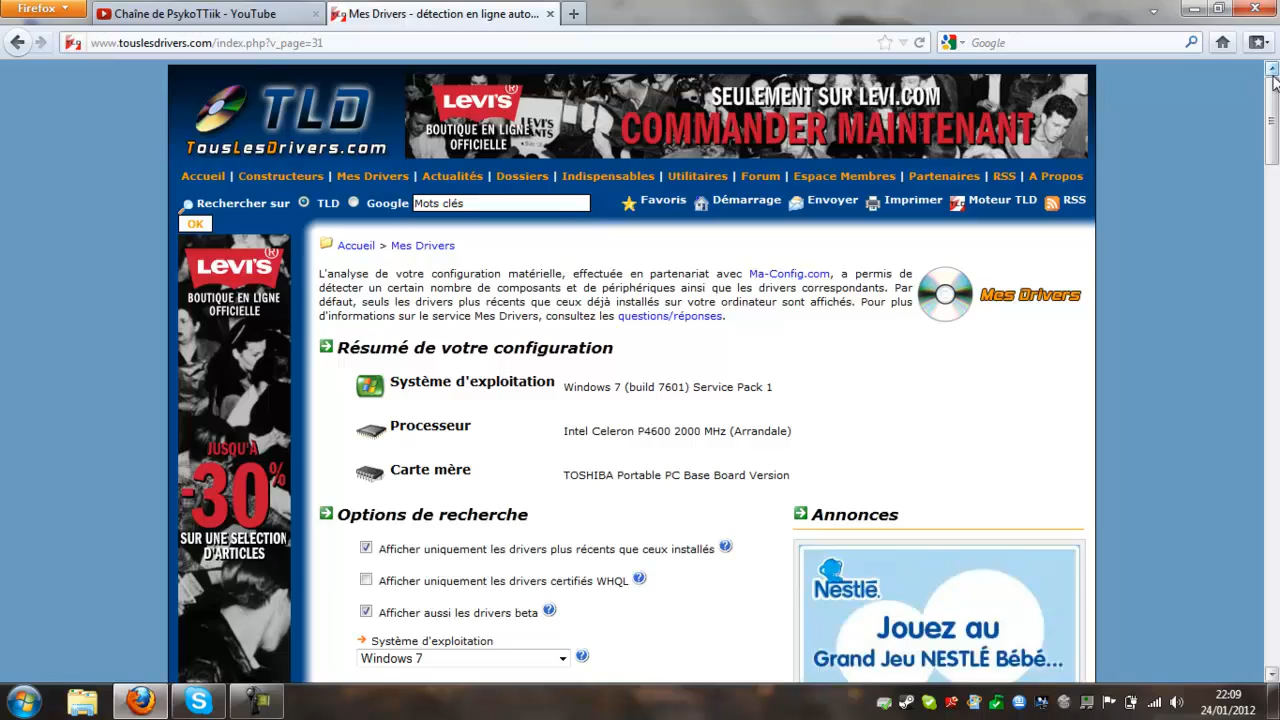 Firefox
Chaîne de PsykoTTiik - YouTube
Mes Drivers - détection en ligne auto...
www.touslesdrivers.com/index.php?v_page=31
Google
TLD
TousLesDrivers.com
LEVI'S®
BOUTIQUE EN LIGNE
OFFICIELLE
SEULEMENT SUR LEVI.COM
COMMANDER MAINTENANT
Accueil | Constructeurs | Mes Drivers | Actualités | Dossiers | Indispensables | Utilitaires | Forum | Espace Membres | Partenaires | RSS | A Propos
Rechercher sur TLD Google Mots clés
Favoris Démarrage Envoyer Imprimer Moteur TLD RSS
OK
LEVI'S®
BOUTIQUE EN LIGNE
OFFICIELLE
JUSQU'À
-30%
SUR UNE SELECTION
D'ARTICLES
Accueil > Mes Drivers
L'analyse de votre configuration matérielle, effectuée en partenariat avec Ma-Config.com, a permis de
détecter un certain nombre de composants et de périphériques ainsi que les drivers correspondants. Par
défaut, seuls les drivers plus récents que ceux déjà installés sur votre ordinateur sont affichés. Pour plus
d'informations sur le service Mes Drivers, consultez les questions/réponses.
Mes Drivers
Résumé de votre configuration
Système d'exploitation Windows 7 (build 7601) Service Pack 1
Processeur Intel Celeron P4600 2000 MHz (Arrandale)
Carte mère TOSHIBA Portable PC Base Board Version
Options de recherche
Afficher uniquement les drivers plus récents que ceux installés
Afficher uniquement les drivers certifiés WHQL
Afficher aussi les drivers beta
Système d'exploitation
Windows 7
Annonces
Nestlé
Jouez au
Grand Jeu NESTLÉ Bébé...
22:09
24/01/2012